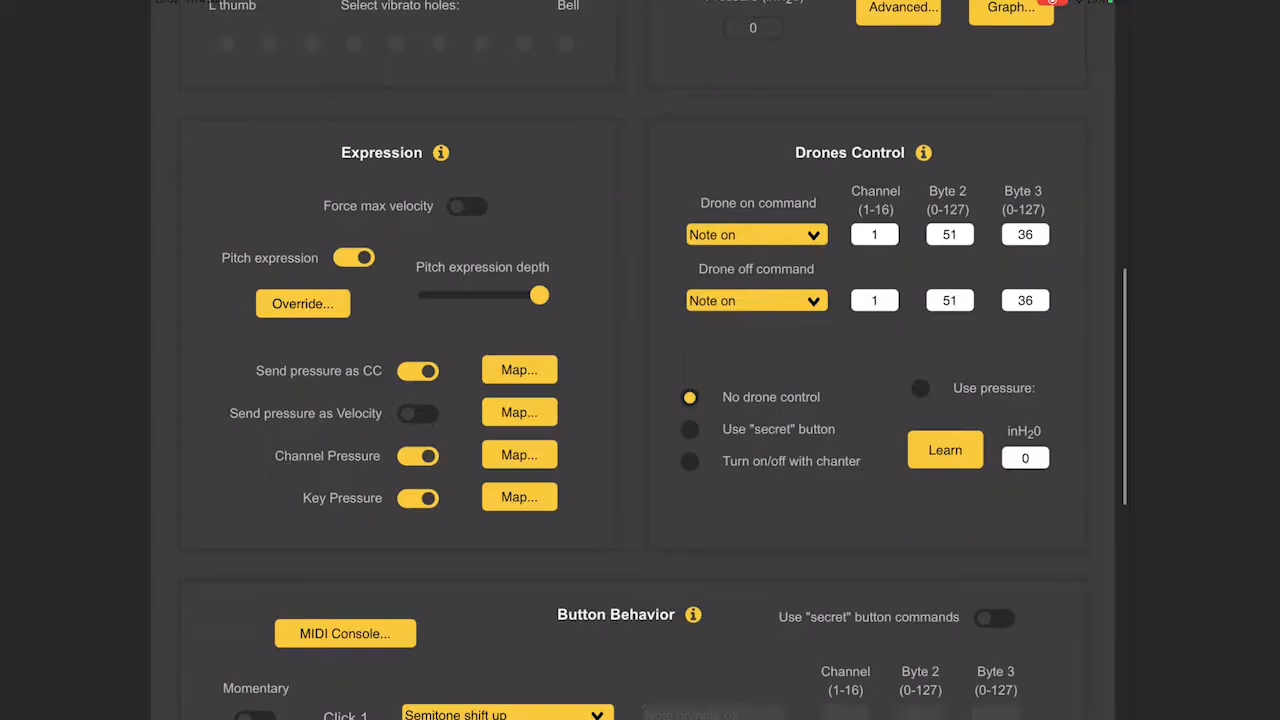 L thumb
Select vibrato holes:
Bell
0
Advanced...
Graph...
Expression
Force max velocity
Pitch expression
Pitch expression depth
Override...
Send pressure as CC
Map...
Send pressure as Velocity
Map...
Channel Pressure
Map...
Key Pressure
Map...
Drones Control
Channel
(1-16)
Byte 2
(0-127)
Byte 3
(0-127)
Drone on command
Note on
1
51
36
Drone off command
Note on
1
51
36
No drone control
Use "secret" button
Turn on/off with chanter
Use pressure:
inH20
Learn
0
Button Behavior
MIDI Console...
Use "secret" button commands
Channel
(1-16)
Byte 2
(0-127)
Byte 3
(0-127)
Momentary
Click 1
Semitone shift up